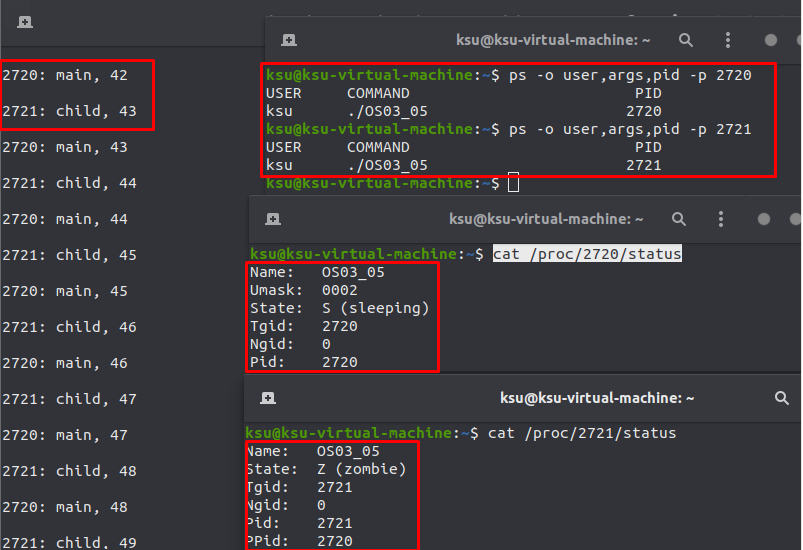 2720: main, 42
2721: child, 43
2720: main, 43
2721: child, 44
2720: main, 44
2721: child, 45
2720: main, 45
2721: child, 46
2720: main, 46
2721: child, 47
2720: main, 47
2721: child, 48
2720: main, 48
2721: child, 49
ksu@ksu-virtual-machine: ~
ksu@ksu-virtual-machine:~$ ps -o user,args,pid -p 2720
USER     COMMAND                         PID
ksu      ./OS03_05                      2720
ksu@ksu-virtual-machine:~$ ps -o user,args,pid -p 2721
USER     COMMAND                         PID
ksu      ./OS03_05                      2721
ksu@ksu-virtual-machine:~$
ksu@ksu-virtual-machine: ~
ksu@ksu-virtual-machine:~$ cat /proc/2720/status
Name:   OS03_05
Umask:  0002
State:  S (sleeping)
Tgid:   2720
Ngid:   0
Pid:    2720
ksu@ksu-virtual-machine: ~
ksu@ksu-virtual-machine:~$ cat /proc/2721/status
Name:   OS03_05
State:  Z (zombie)
Tgid:   2721
Ngid:   0
Pid:    2721
PPid:   2720